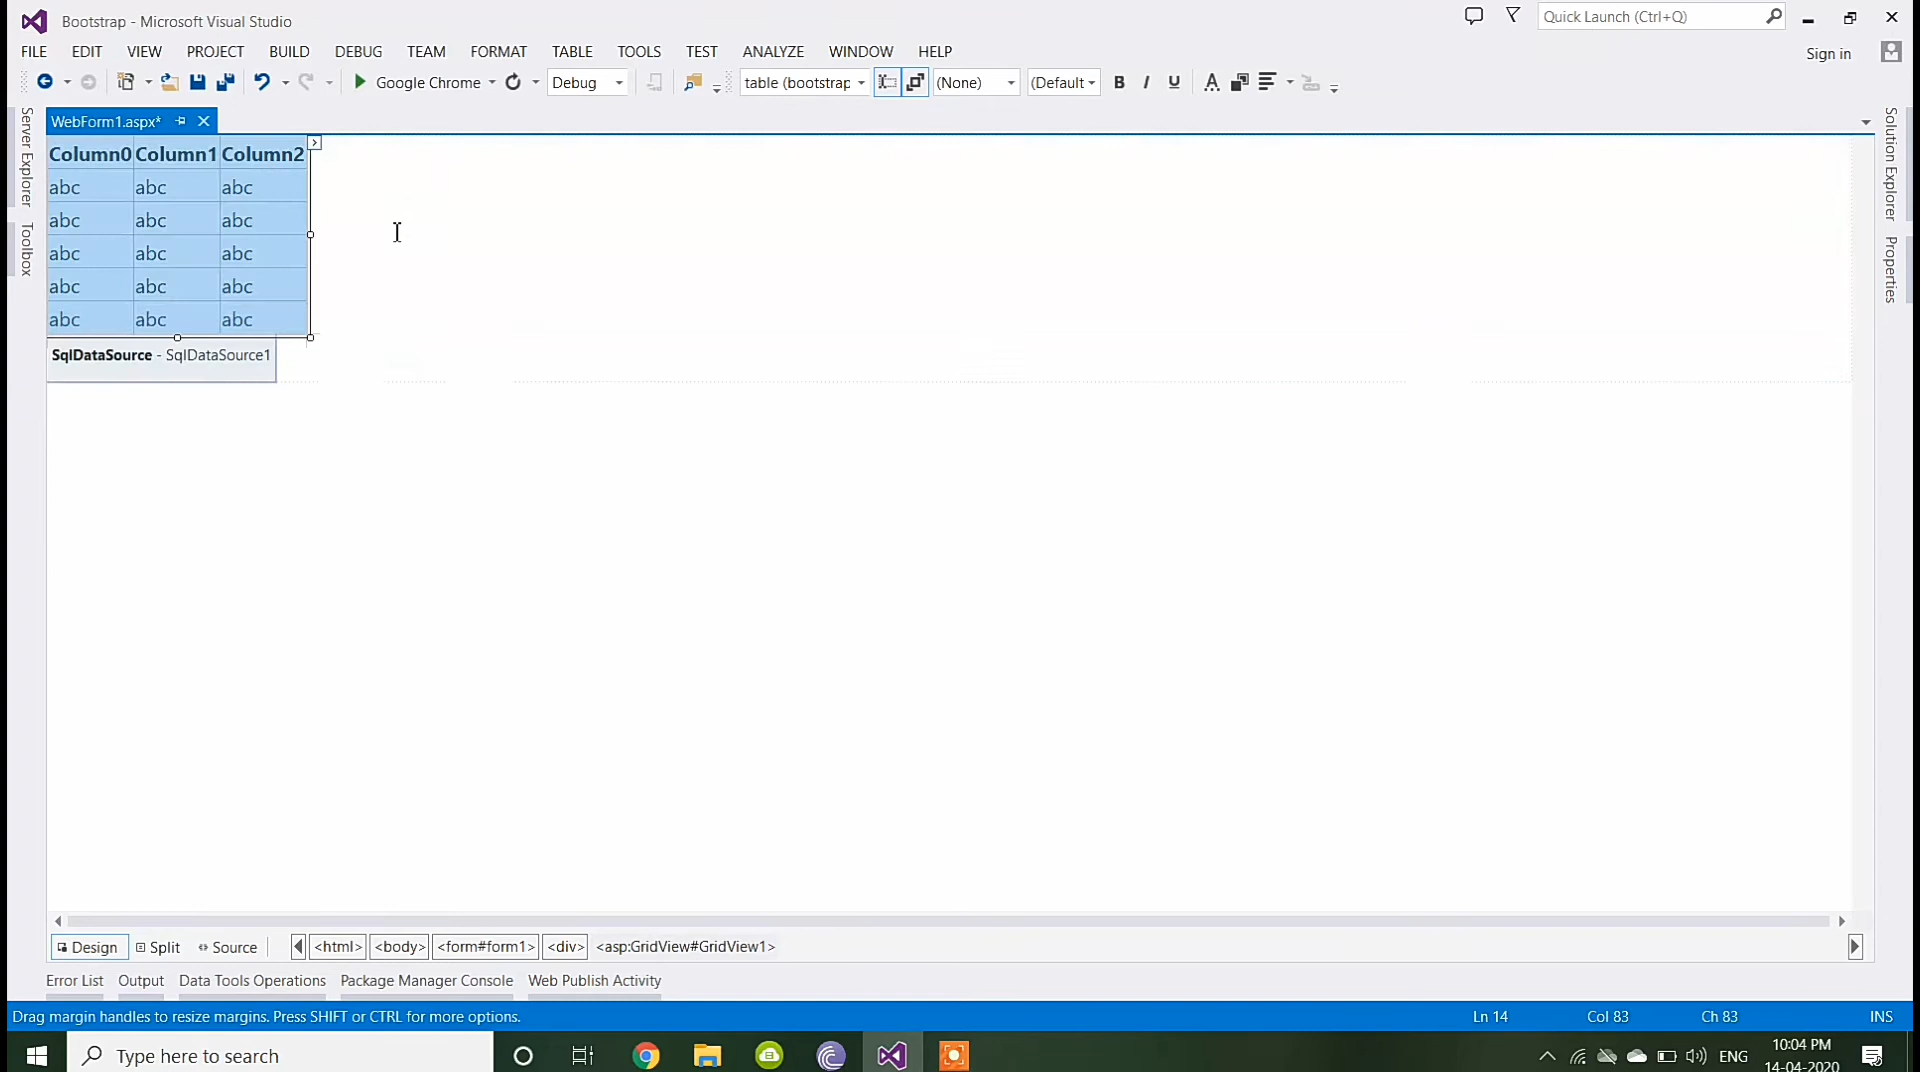 Bootstrap - Microsoft Visual Studio
Quick Launch (Ctrl+Q)
FILE EDIT VIEW PROJECT BUILD DEBUG TEAM FORMAT TABLE TOOLS TEST ANALYZE WINDOW HELP
Sign in
Google Chrome Debug table (bootstrap (None) (Default B I U A
WebForm1.aspx*
Server Explorer
Toolbox
Solution Explorer
Properties
Column0 Column1 Column2
abc abc abc
abc abc abc
abc abc abc
abc abc abc
abc abc abc
SqlDataSource - SqlDataSource1
Design Split Source <html> <body> <form#form1> <div> <asp:GridView#GridView1>
Error List Output Data Tools Operations Package Manager Console Web Publish Activity
Drag margin handles to resize margins. Press SHIFT or CTRL for more options. Ln 14 Col 83 Ch 83 INS
Type here to search
ENG
10:04 PM
14-04-2020